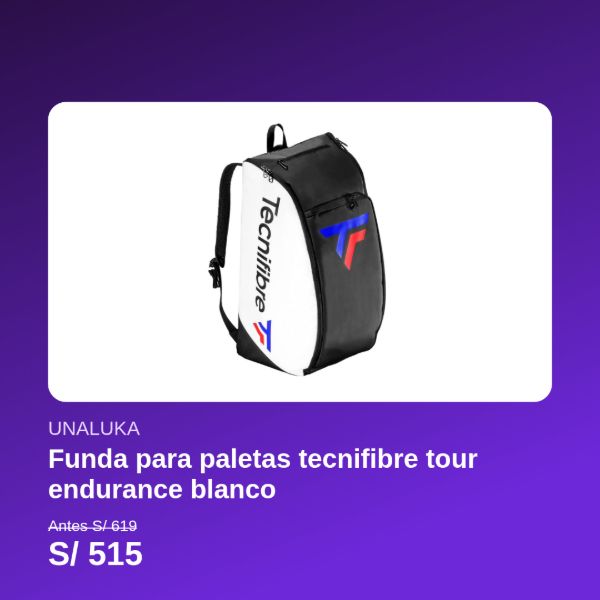 Tecnifibre
UNALUKA
Funda para paletas tecnifibre tour
endurance blanco
Antes S/ 619
S/ 515